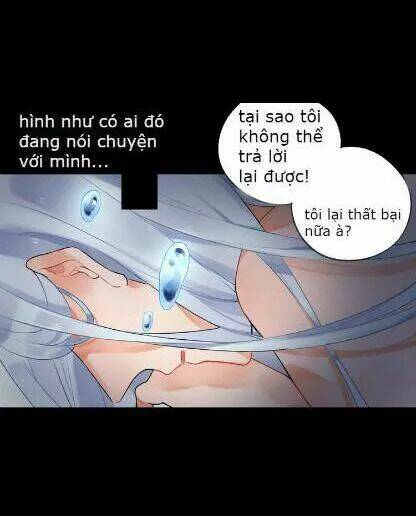 hình như có ai đó
đang nói chuyện
với mình...
tại sao tôi
không thể
trả lời
lại được!
tôi lại thất bại
nữa à?